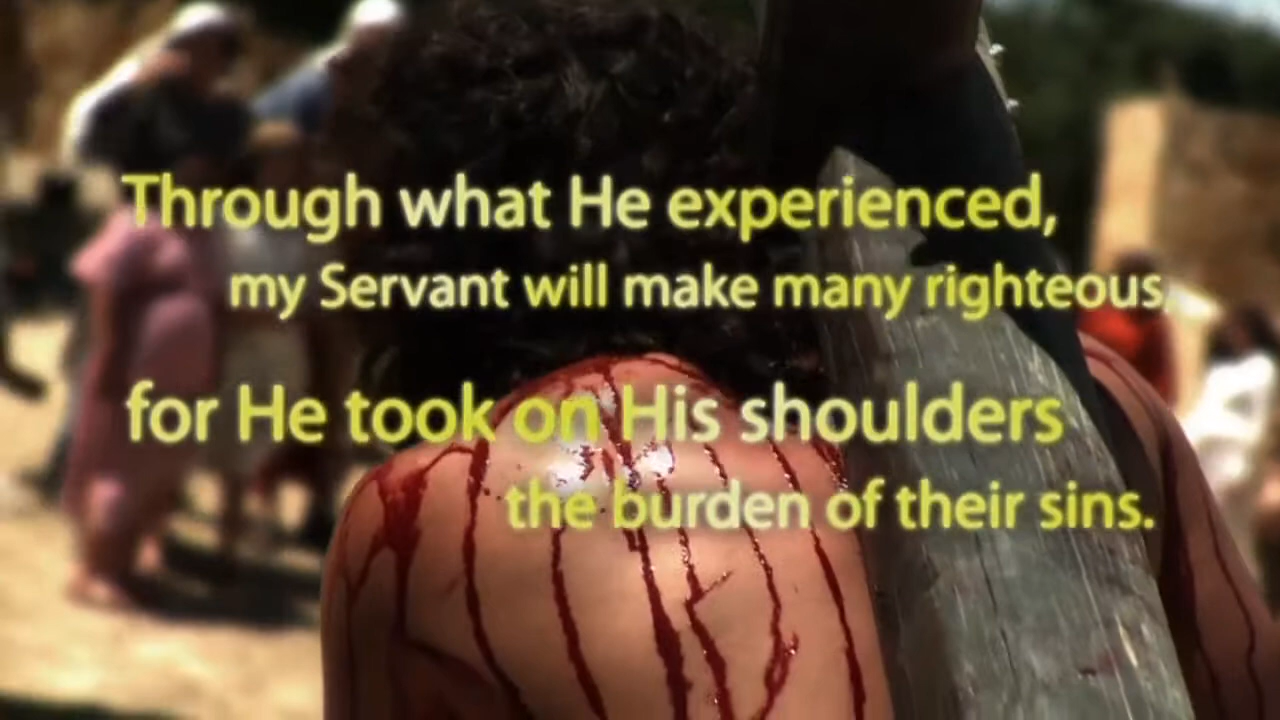 Through what He experienced,
my Servant will make many righteous,
for He took on His shoulders
the burden of their sins.